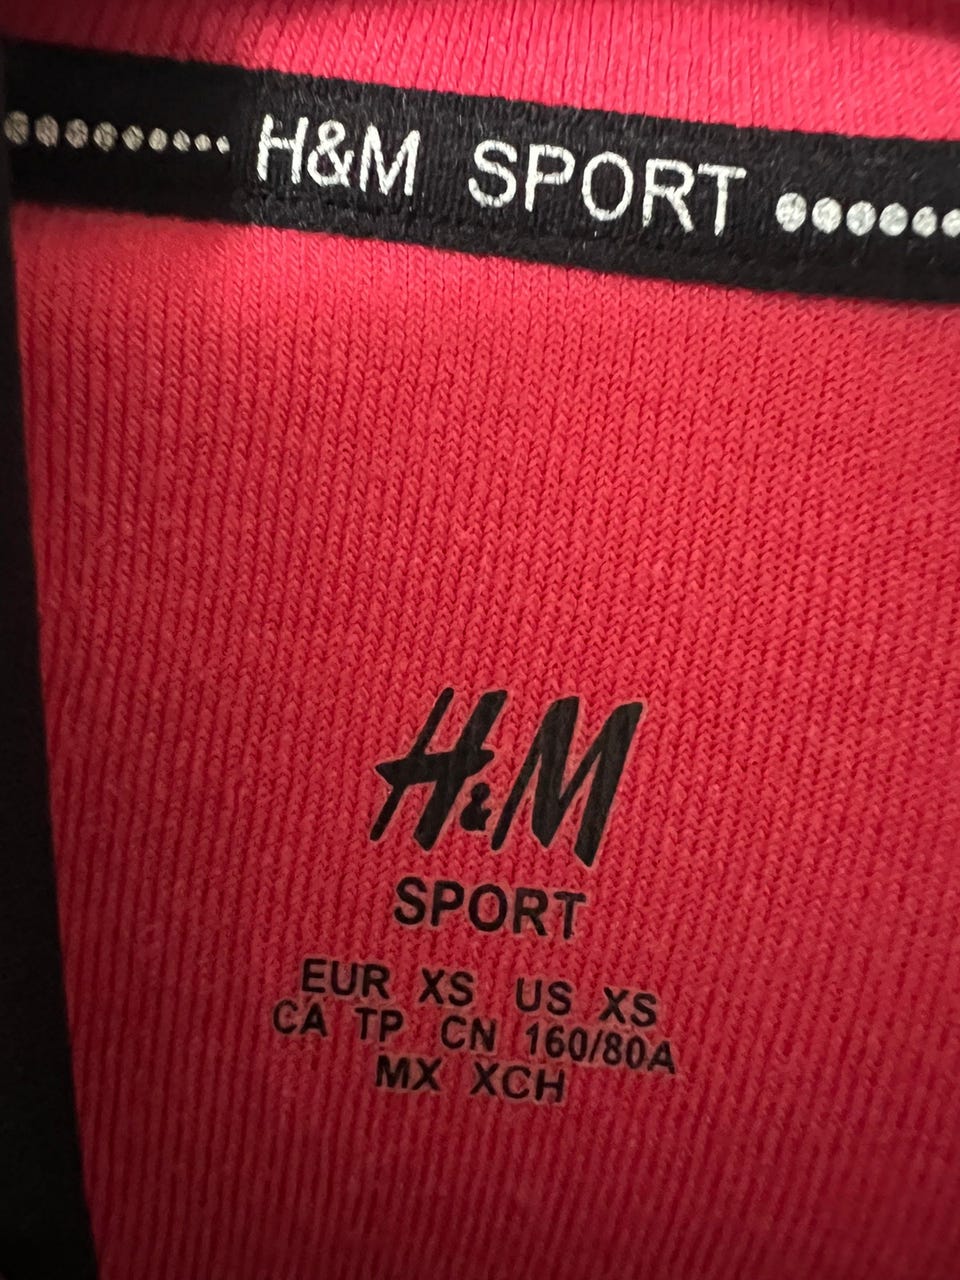 H&M SPORT
H&M
SPORT
EUR XS US XS
CA TP CN 160/80A
MX XCH